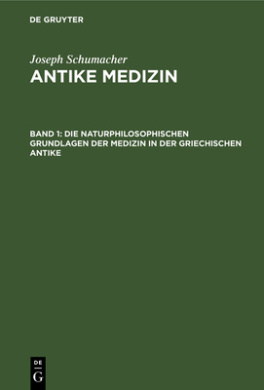 DE GRUYTER
Joseph Schumacher
ANTIKE MEDIZIN
BAND 1: DIE NATURPHILOSOPHISCHEN
GRUNDLAGEN DER MEDIZIN IN DER GRIECHISCHEN
ANTIKE
DE
G